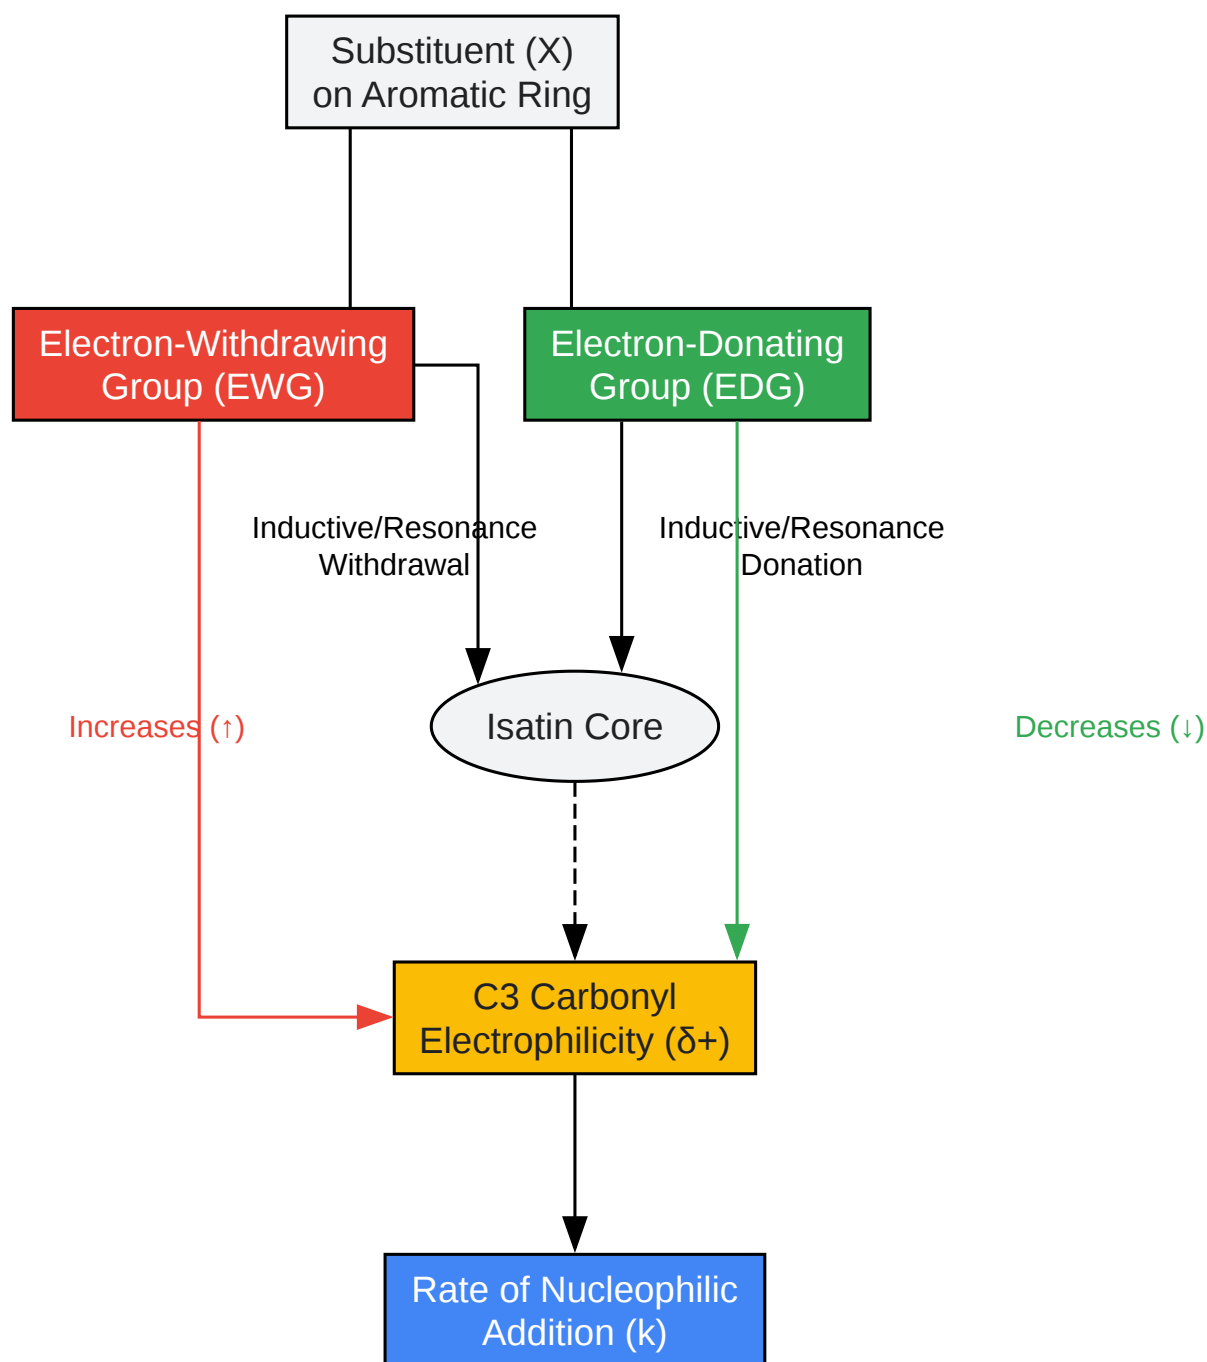 Substituent (X)
on Aromatic Ring
Electron-Withdrawing
Group (EWG)
Electron-Donating
Group (EDG)
Inductive/Resonance
Withdrawal
Inductive/Resonance
Donation
Increases (↑)
Isatin Core
Decreases (↓)
C3 Carbonyl
Electrophilicity (δ+)
Rate of Nucleophilic
Addition (k)